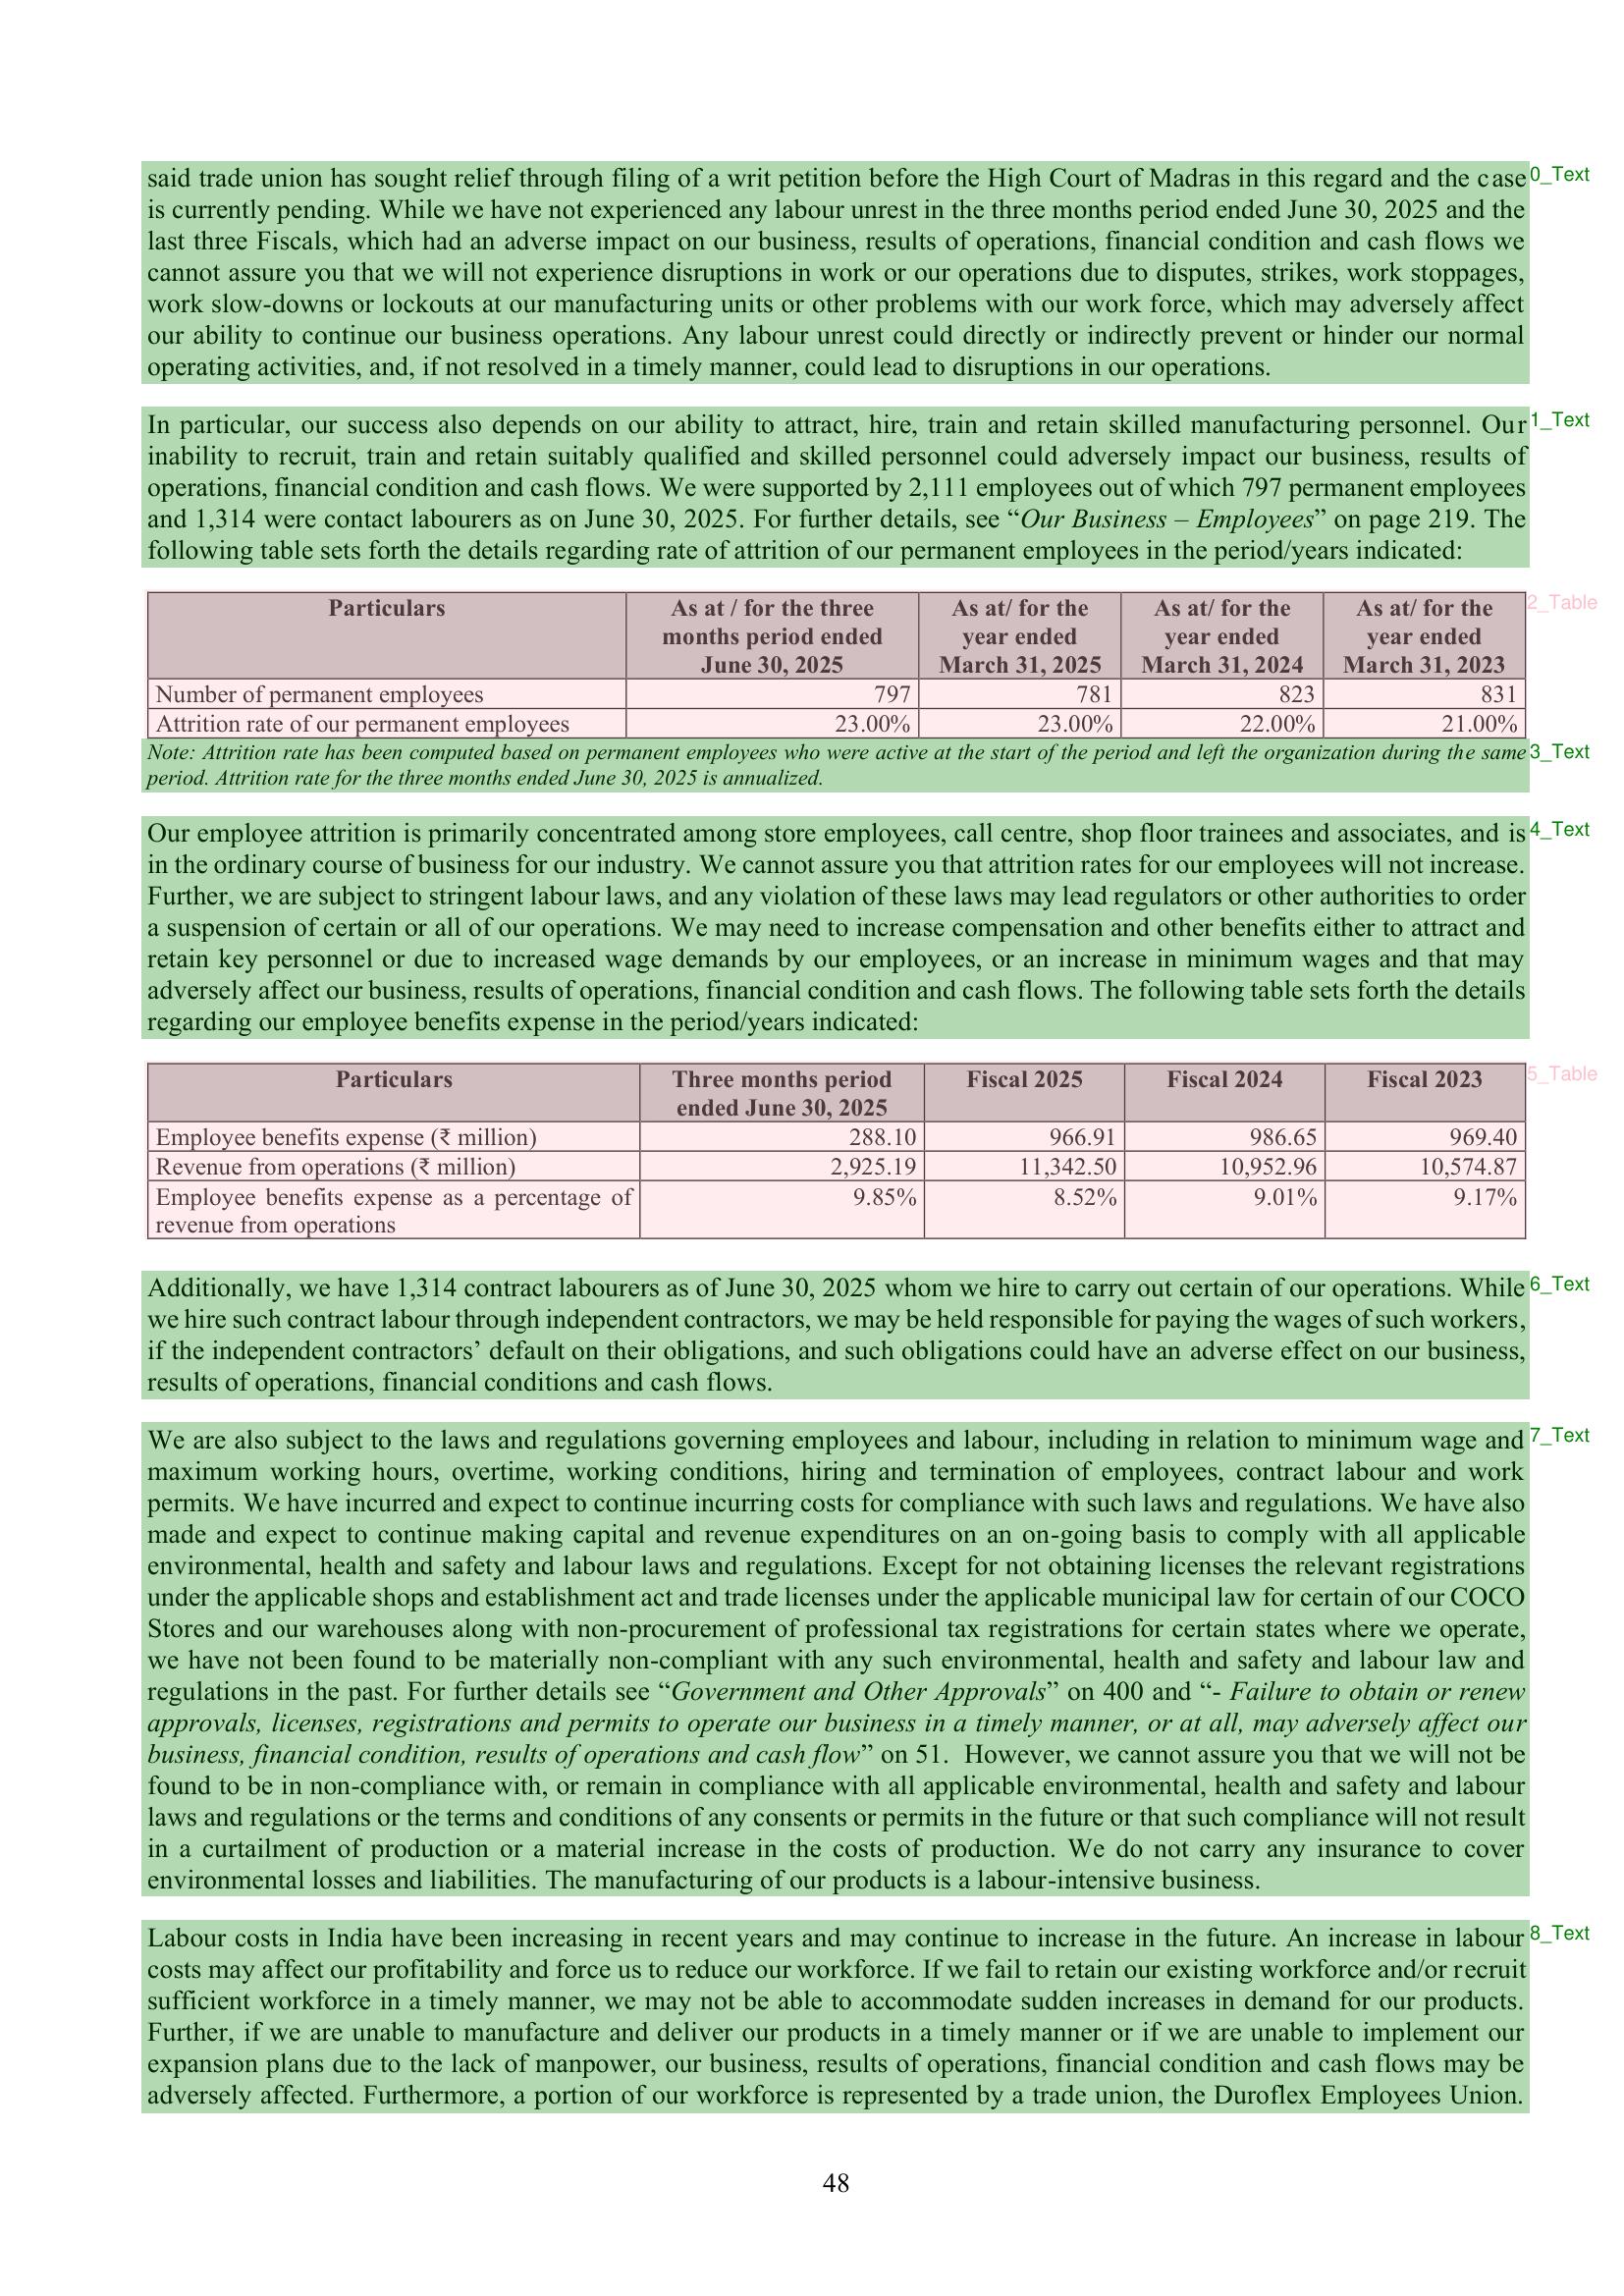 said trade union has sought relief through filing of a writ petition before the High Court of Madras in this regard and the case 0_Text
is currently pending. While we have not experienced any labour unrest in the three months period ended June 30, 2025 and the
last three Fiscals, which had an adverse impact on our business, results of operations, financial condition and cash flows we
cannot assure you that we will not experience disruptions in work or our operations due to disputes, strikes, work stoppages,
work slow-downs or lockouts at our manufacturing units or other problems with our work force, which may adversely affect
our ability to continue our business operations. Any labour unrest could directly or indirectly prevent or hinder our normal
operating activities, and, if not resolved in a timely manner, could lead to disruptions in our operations.
In particular, our success also depends on our ability to attract, hire, train and retain skilled manufacturing personnel. Our 1_Text
inability to recruit, train and retain suitably qualified and skilled personnel could adversely impact our business, results of
operations, financial condition and cash flows. We were supported by 2,111 employees out of which 797 permanent employees
and 1,314 were contact labourers as on June 30, 2025. For further details, see “Our Business – Employees” on page 219. The
following table sets forth the details regarding rate of attrition of our permanent employees in the period/years indicated:
Particulars As at / for the three As at/ for the As at/ for the As at/ for the 2_Table
months period ended year ended year ended year ended
June 30, 2025 March 31, 2025 March 31, 2024 March 31, 2023
Number of permanent employees 797 781 823 831
Attrition rate of our permanent employees 23.00% 23.00% 22.00% 21.00%
Note: Attrition rate has been computed based on permanent employees who were active at the start of the period and left the organization during the same 3_Text
period. Attrition rate for the three months ended June 30, 2025 is annualized.
Our employee attrition is primarily concentrated among store employees, call centre, shop floor trainees and associates, and is 4_Text
in the ordinary course of business for our industry. We cannot assure you that attrition rates for our employees will not increase.
Further, we are subject to stringent labour laws, and any violation of these laws may lead regulators or other authorities to order
a suspension of certain or all of our operations. We may need to increase compensation and other benefits either to attract and
retain key personnel or due to increased wage demands by our employees, or an increase in minimum wages and that may
adversely affect our business, results of operations, financial condition and cash flows. The following table sets forth the details
regarding our employee benefits expense in the period/years indicated:
Particulars Three months period Fiscal 2025 Fiscal 2024 Fiscal 2023 5_Table
ended June 30, 2025
Employee benefits expense (₹ million) 288.10 966.91 986.65 969.40
Revenue from operations (₹ million) 2,925.19 11,342.50 10,952.96 10,574.87
Employee benefits expense as a percentage of 9.85% 8.52% 9.01% 9.17%
revenue from operations
Additionally, we have 1,314 contract labourers as of June 30, 2025 whom we hire to carry out certain of our operations. While 6_Text
we hire such contract labour through independent contractors, we may be held responsible for paying the wages of such workers,
if the independent contractors’ default on their obligations, and such obligations could have an adverse effect on our business,
results of operations, financial conditions and cash flows.
We are also subject to the laws and regulations governing employees and labour, including in relation to minimum wage and 7_Text
maximum working hours, overtime, working conditions, hiring and termination of employees, contract labour and work
permits. We have incurred and expect to continue incurring costs for compliance with such laws and regulations. We have also
made and expect to continue making capital and revenue expenditures on an on-going basis to comply with all applicable
environmental, health and safety and labour laws and regulations. Except for not obtaining licenses the relevant registrations
under the applicable shops and establishment act and trade licenses under the applicable municipal law for certain of our COCO
Stores and our warehouses along with non-procurement of professional tax registrations for certain states where we operate,
we have not been found to be materially non-compliant with any such environmental, health and safety and labour law and
regulations in the past. For further details see “Government and Other Approvals” on 400 and “- Failure to obtain or renew
approvals, licenses, registrations and permits to operate our business in a timely manner, or at all, may adversely affect our
business, financial condition, results of operations and cash flow” on 51. However, we cannot assure you that we will not be
found to be in non-compliance with, or remain in compliance with all applicable environmental, health and safety and labour
laws and regulations or the terms and conditions of any consents or permits in the future or that such compliance will not result
in a curtailment of production or a material increase in the costs of production. We do not carry any insurance to cover
environmental losses and liabilities. The manufacturing of our products is a labour-intensive business.
Labour costs in India have been increasing in recent years and may continue to increase in the future. An increase in labour 8_Text
costs may affect our profitability and force us to reduce our workforce. If we fail to retain our existing workforce and/or recruit
sufficient workforce in a timely manner, we may not be able to accommodate sudden increases in demand for our products.
Further, if we are unable to manufacture and deliver our products in a timely manner or if we are unable to implement our
expansion plans due to the lack of manpower, our business, results of operations, financial condition and cash flows may be
adversely affected. Furthermore, a portion of our workforce is represented by a trade union, the Duroflex Employees Union.
48